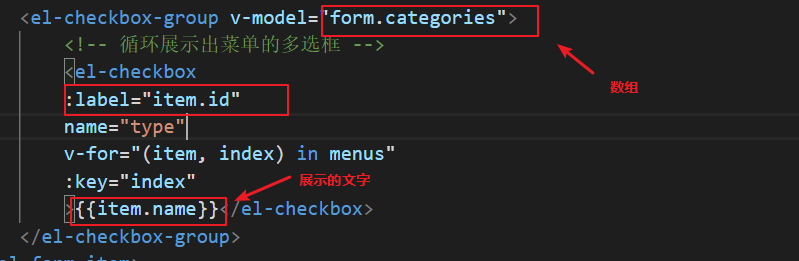 <el-checkbox-group v-model="form.categories">
<!-- 循环展示出菜单的多选框 -->
<el-checkbox
数组
:label="item.id"
name="type"
v-for="(item, index) in menus"
:key="index"
展示的文字
>{{item.name}}</el-checkbox>
</el-checkbox-group>